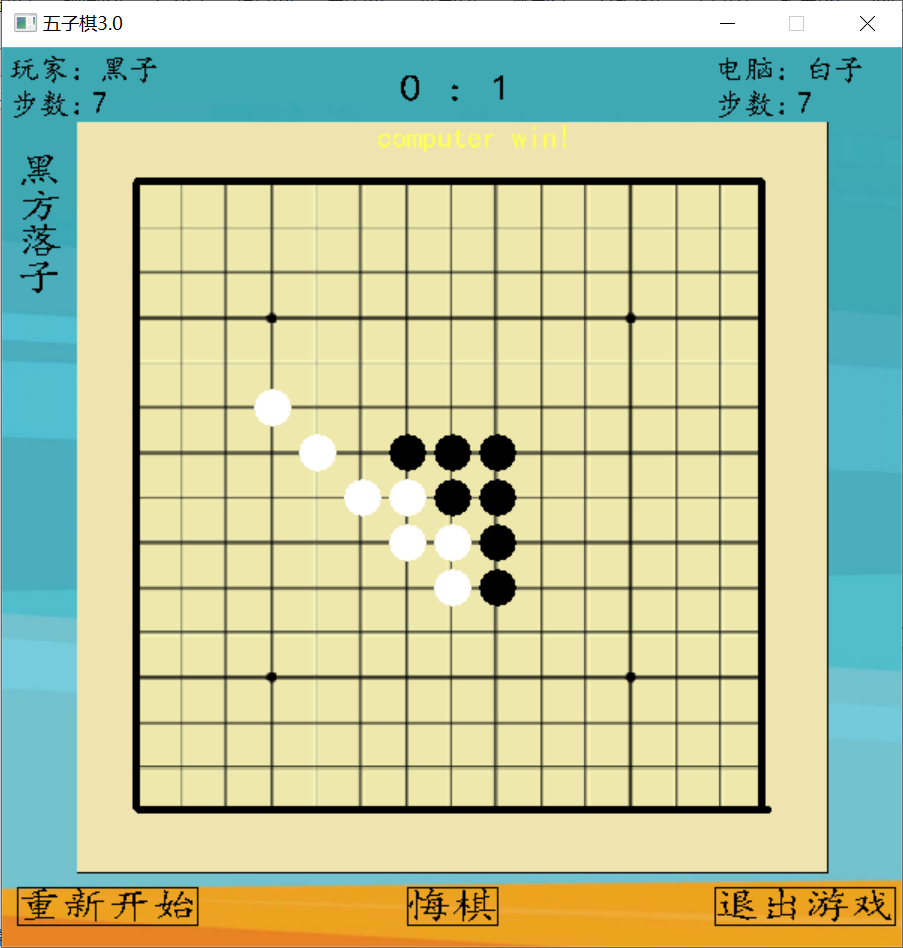 五子棋3.0
玩家: 黑子
步数: 7
0 : 1
电脑: 白子
步数: 7
computer win!
黑方落子
重新开始
悔棋
退出游戏